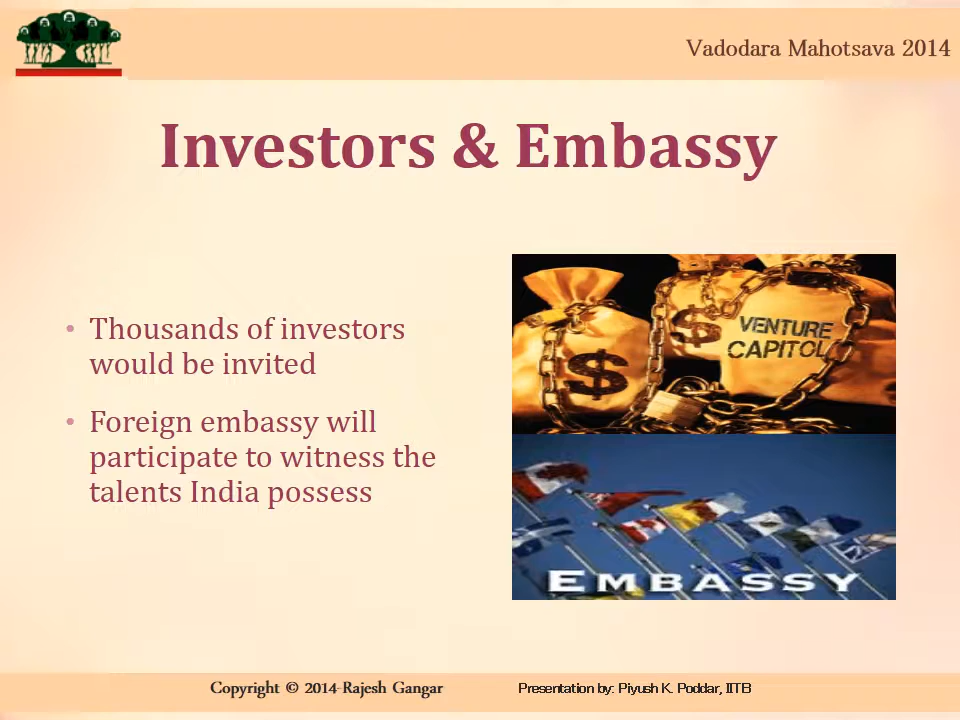 Vadodara Mahotsava 2014
Investors & Embassy
• Thousands of investors
would be invited
• Foreign embassy will
participate to witness the
talents India possess
$
$
VENTURE
CAPITOL
EMBASSY
Copyright © 2014-Rajesh Gangar
Presentation by: Piyush K. Poddar, IITB